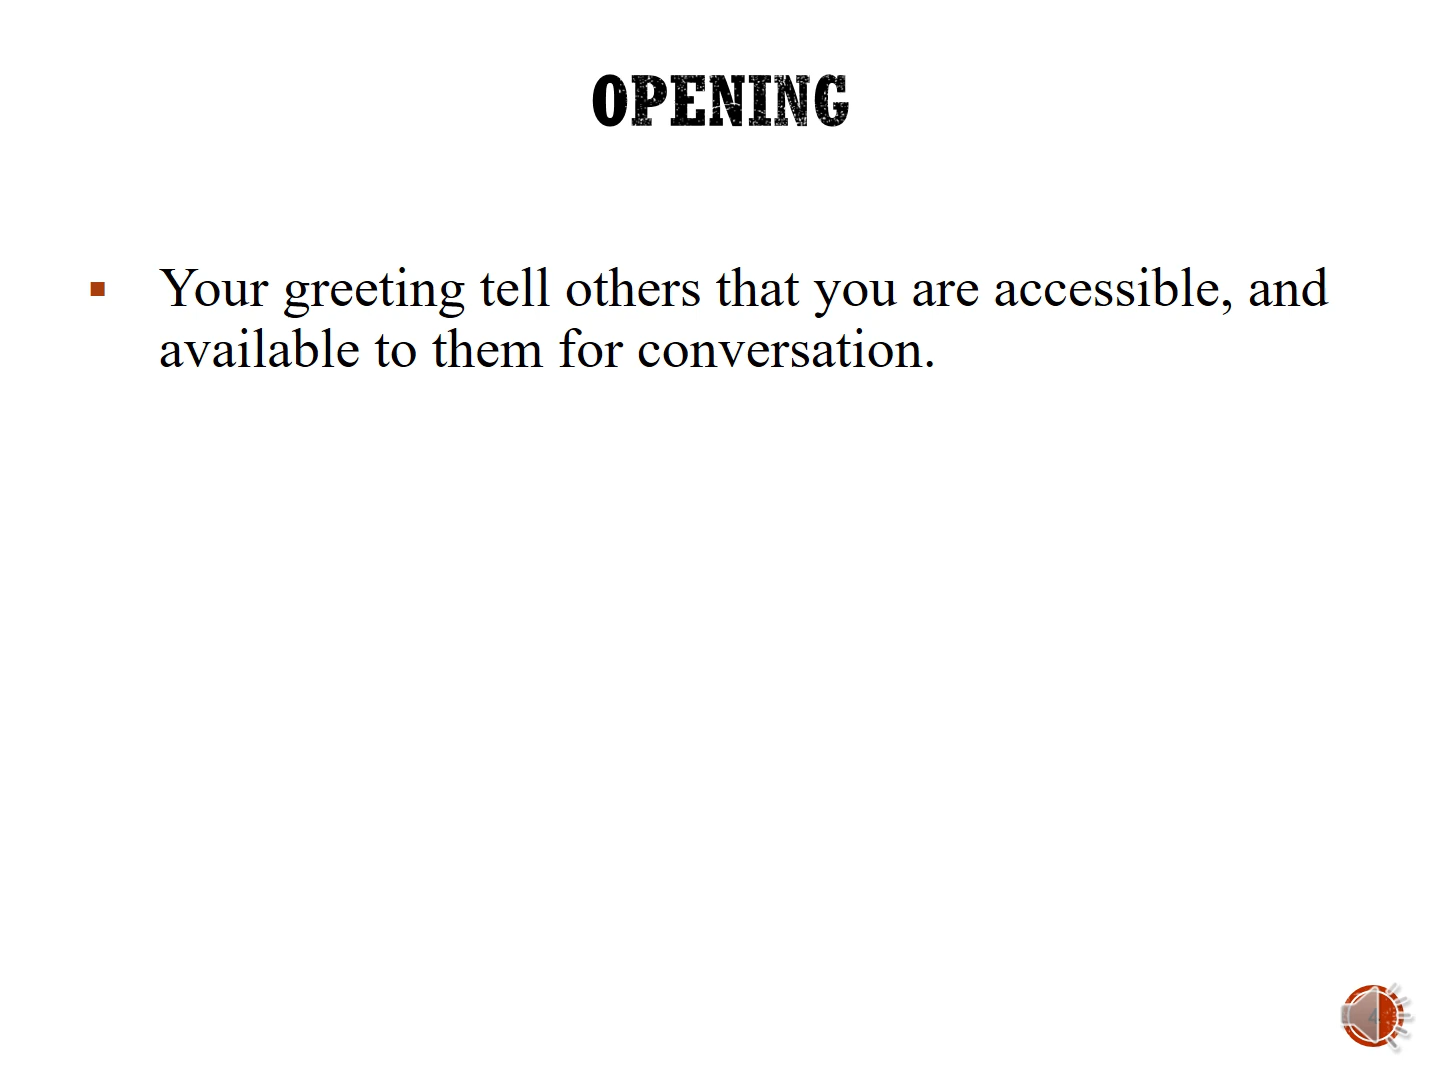 OPENING
▪ Your greeting tell others that you are accessible, and
available to them for conversation.